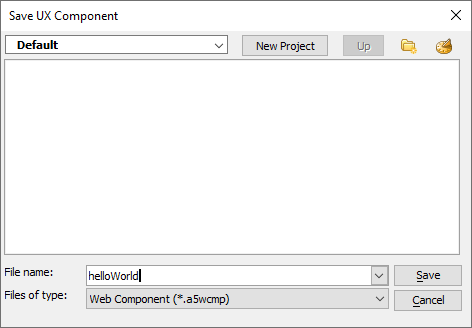 Save UX Component
Default
New Project
Up
File name:
helloWorld
Save
Files of type:
Web Component (*.a5wcmp)
Cancel